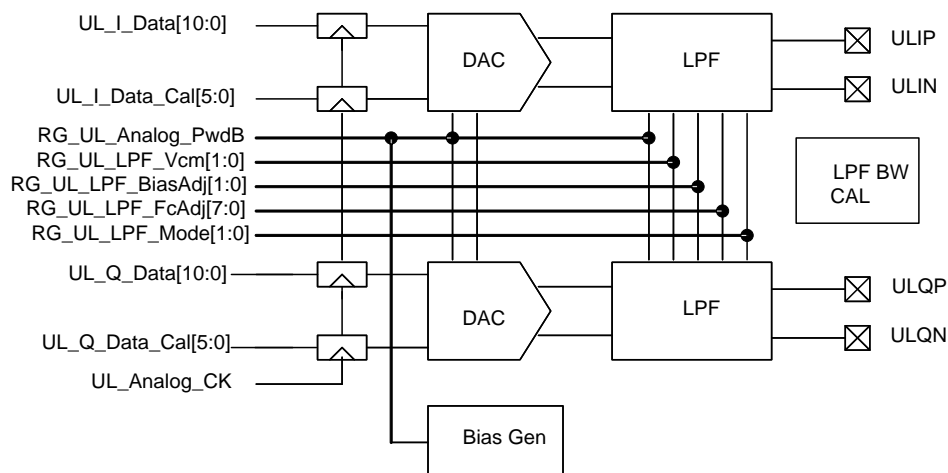 UL_I_Data[10:0]
DAC
LPF
ULIP
UL_I_Data_Cal[5:0]
ULIN
RG_UL_Analog_PwdB
RG_UL_LPF_Vcm[1:0]
RG_UL_LPF_BiasAdj[1:0]
RG_UL_LPF_FcAdj[7:0]
RG_UL_LPF_Mode[1:0]
LPF BW
CAL
UL_Q_Data[10:0]
DAC
LPF
ULQP
UL_Q_Data_Cal[5:0]
ULQN
UL_Analog_CK
Bias Gen